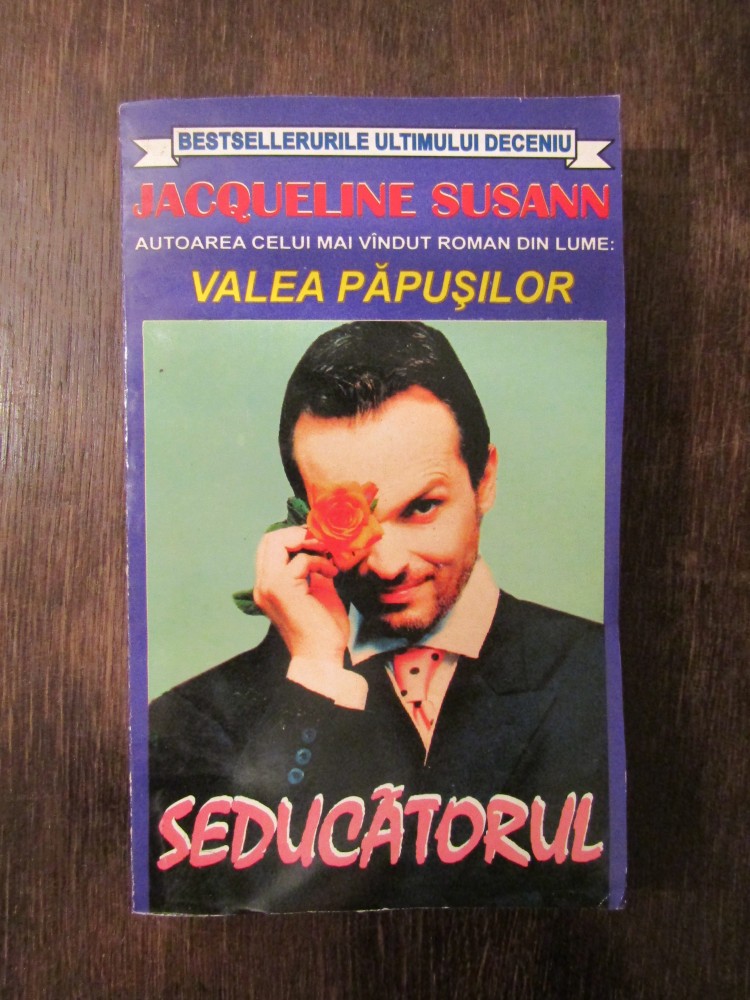 BESTSELLERURILE ULTIMULUI DECENIU
JACQUELINE SUSANN
AUTOAREA CELUI MAI VÎNDUT ROMAN DIN LUME:
VALEA PĂPUŞILOR
SEDUCĂTORUL